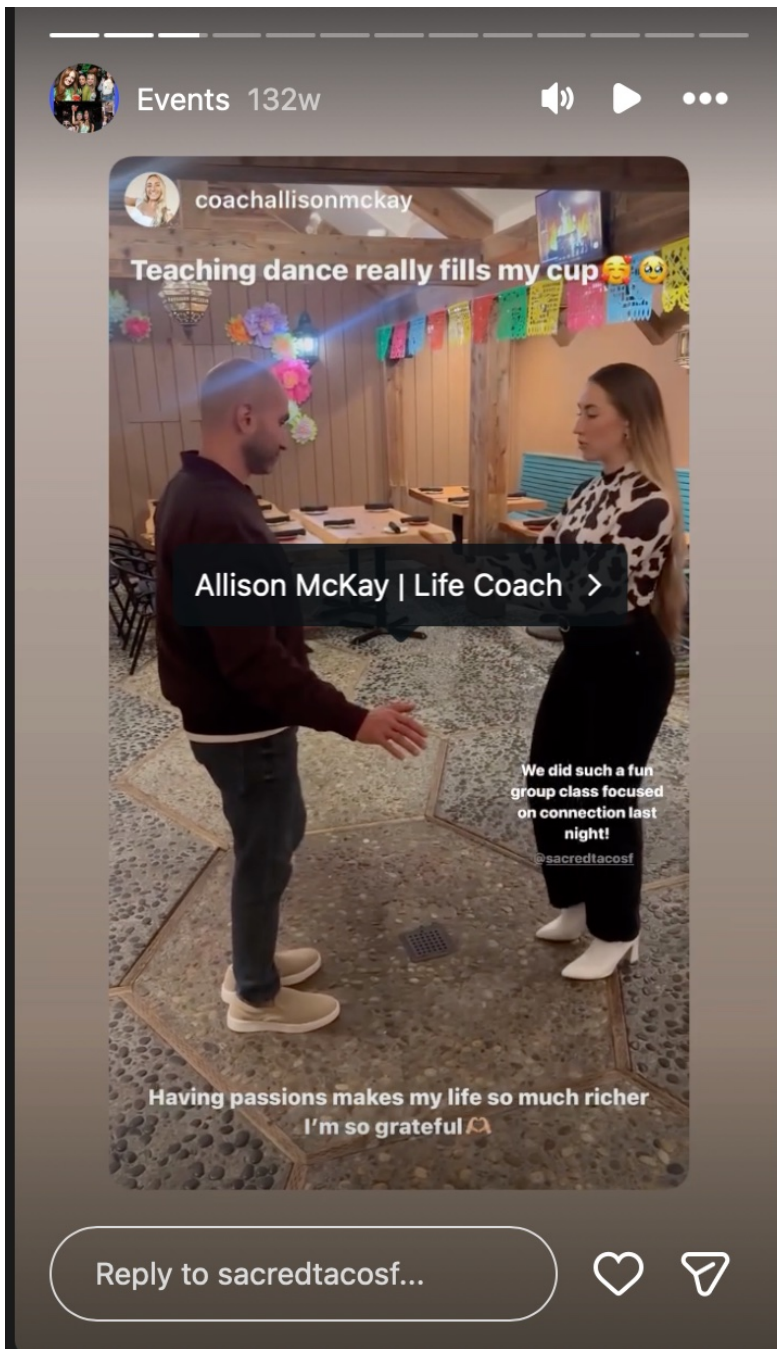 Events 132w
coachallisonmckay
Teaching dance really fills my cup🥰🥹
Allison McKay | Life Coach
We did such a fun
group class focused
on connection last
night!
@sacredtacosf
Having passions makes my life so much richer
I'm so grateful🫶🏼
Reply to sacredtacosf...